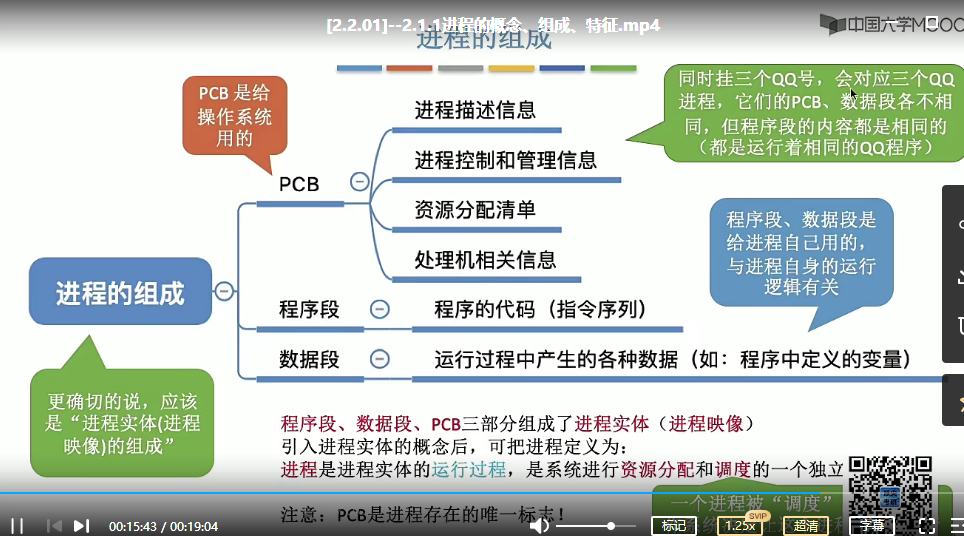 [2.2.01]--2.1.1进程的概念、组成、特征.mp4
中国大学MOOC
进程的组成
PCB 是给
操作系统
用的
同时挂三个QQ号，会对应三个QQ
进程，它们的PCB、数据段各不相
同，但程序段的内容都是相同的
（都是运行着相同的QQ程序）
进程描述信息
进程控制和管理信息
PCB
资源分配清单
处理机相关信息
程序段、数据段是
给进程自己用的，
与进程自身的运行
逻辑有关
进程的组成
程序段
程序的代码（指令序列）
数据段
运行过程中产生的各种数据（如：程序中定义的变量）
更确切的说，应该
是“进程实体(进程
映像)的组成”
程序段、数据段、PCB三部分组成了进程实体（进程映像）
引入进程实体的概念后，可把进程定义为：
进程是进程实体的运行过程，是系统进行资源分配和调度的一个独立
一个进程被“调度”
注意：PCB是进程存在的唯一标志！
00:15:43 / 00:19:04
标记
1.25x
SVIP
超清
字幕